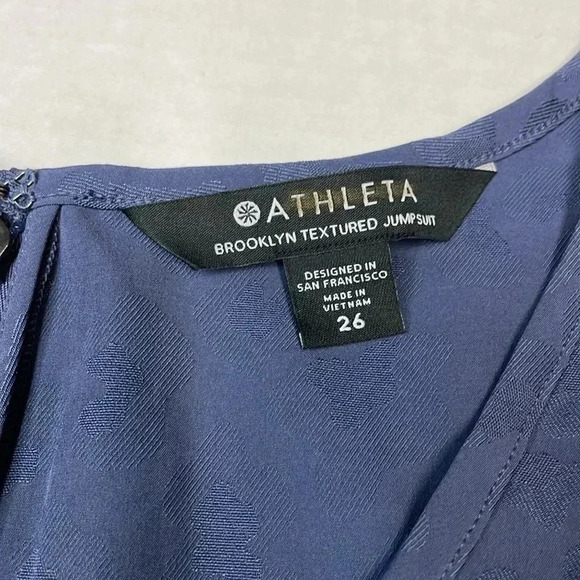 ATHLETA
BROOKLYN TEXTURED JUMPSUIT
DESIGNED IN
SAN FRANCISCO
MADE IN
VIETNAM
26